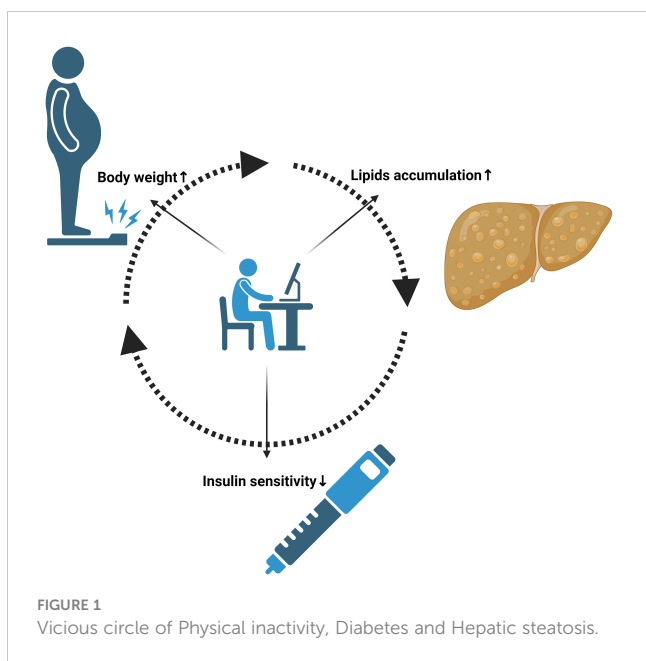 Body weight↑
Lipids accumulation↑
Insulin sensitivity↓
FIGURE 1
Vicious circle of Physical inactivity, Diabetes and Hepatic steatosis.